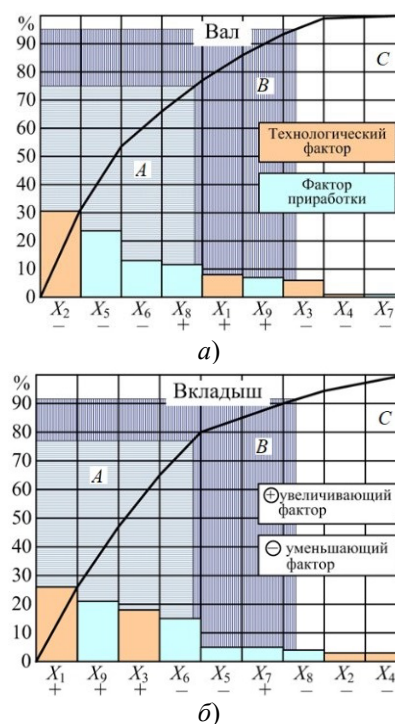 %
Вал
90
80
70
60
50
40
30
20
10
0
A
B
C
Технологический
фактор
Фактор
приработки
X2 X5 X6 X8 X1 X9 X3 X4 X7
− − − + + + − − −
а)
%
Вкладыш
90
80
70
60
50
40
30
20
10
0
A
B
C
⊕увеличивающий
фактор
⊖ уменьшающий
фактор
X1 X9 X3 X6 X5 X7 X8 X2 X4
+ + + − − + − − −
б)